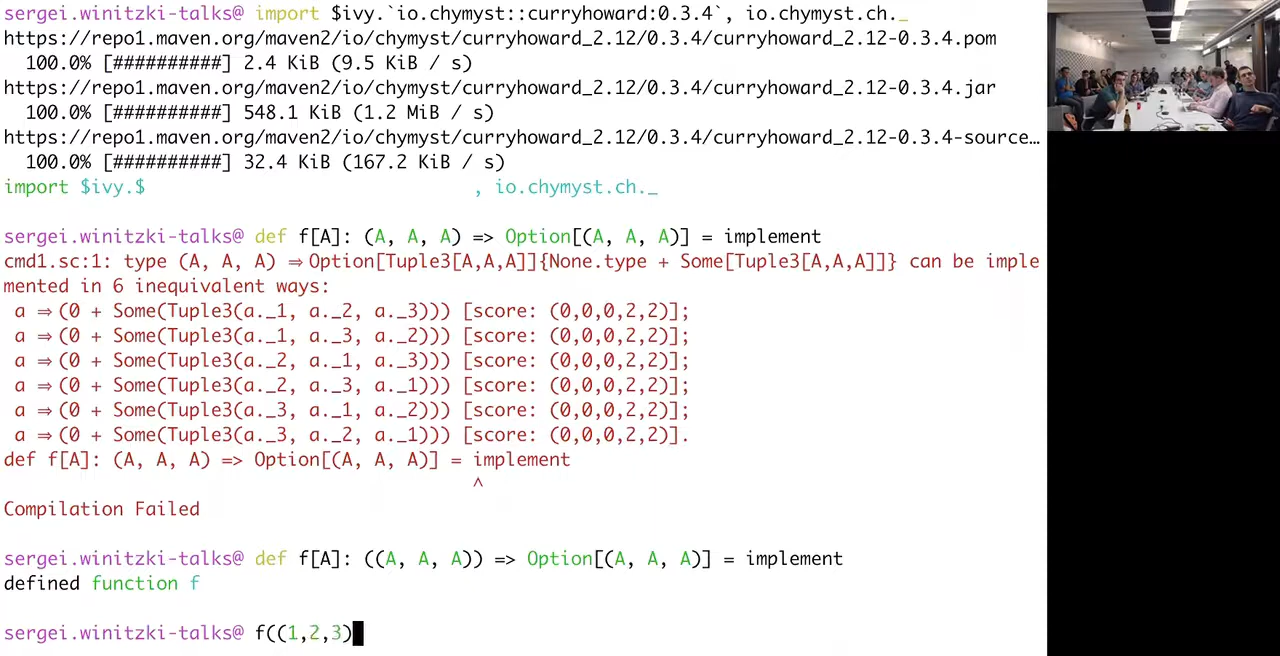 sergei.winitzki-talks@ import $ivy.`io.chymyst::curryhoward:0.3.4`, io.chymyst.ch._
https://repo1.maven.org/maven2/io/chymyst/curryhoward_2.12/0.3.4/curryhoward_2.12-0.3.4.pom
100.0% [##########] 2.4 KiB (9.5 KiB / s)
https://repo1.maven.org/maven2/io/chymyst/curryhoward_2.12/0.3.4/curryhoward_2.12-0.3.4.jar
100.0% [##########] 548.1 KiB (1.2 MiB / s)
https://repo1.maven.org/maven2/io/chymyst/curryhoward_2.12/0.3.4/curryhoward_2.12-0.3.4-source…
100.0% [##########] 32.4 KiB (167.2 KiB / s)
import $ivy.$ , io.chymyst.ch._
sergei.winitzki-talks@ def f[A]: (A, A, A) => Option[(A, A, A)] = implement
cmd1.sc:1: type (A, A, A) ⇒ Option[Tuple3[A,A,A]]{None.type + Some[Tuple3[A,A,A]]} can be imple
mented in 6 inequivalent ways:
a ⇒ (0 + Some(Tuple3(a._1, a._2, a._3))) [score: (0,0,0,2,2)];
a ⇒ (0 + Some(Tuple3(a._1, a._3, a._2))) [score: (0,0,0,2,2)];
a ⇒ (0 + Some(Tuple3(a._2, a._1, a._3))) [score: (0,0,0,2,2)];
a ⇒ (0 + Some(Tuple3(a._2, a._3, a._1))) [score: (0,0,0,2,2)];
a ⇒ (0 + Some(Tuple3(a._3, a._1, a._2))) [score: (0,0,0,2,2)];
a ⇒ (0 + Some(Tuple3(a._3, a._2, a._1))) [score: (0,0,0,2,2)].
def f[A]: (A, A, A) => Option[(A, A, A)] = implement
^
Compilation Failed
sergei.winitzki-talks@ def f[A]: ((A, A, A)) => Option[(A, A, A)] = implement
defined function f
sergei.winitzki-talks@ f((1,2,3)